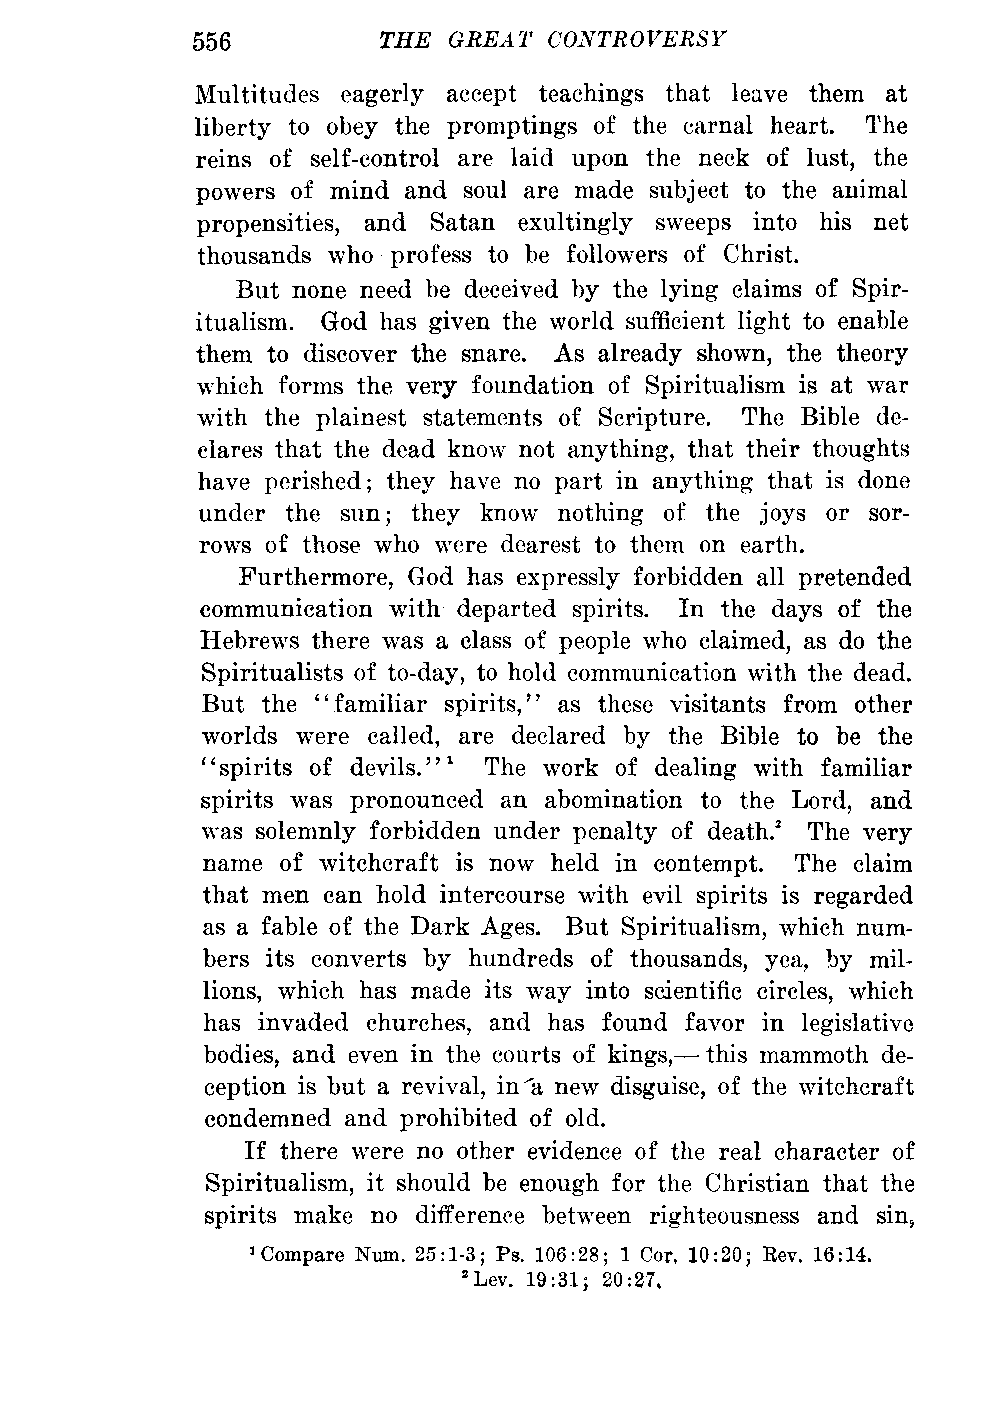 556 THE GREAT CONTROVERSY
Multitudes eagerly accept teachings that leave them at
liberty to obey the promptings of the carnal heart. The
reins of self-control are laid upon the neck of lust, the
powers of mind and soul are made subject to the animal
propensities, and Satan exultingly sweeps into his net
thousands who profess to be followers of Christ.
But none need be deceived by the lying claims of Spir-
itualism. God has given the world sufficient light to enable
them to discover the snare. As already shown, the theory
which forms the very foundation of Spiritualism is at war
with the plainest statements of Scripture. The Bible de-
clares that the dead know not anything, that their thoughts
have perished; they have no part in anything that is done
under the sun; they know nothing of the joys or sor-
rows of those who were dearest to them on earth.
Furthermore, God has expressly forbidden all pretended
communication with departed spirits. In the days of the
Hebrews there was a class of people who claimed, as do the
Spiritualists of to-day, to hold communication with the dead.
But the "familiar spirits," as these visitants from other
worlds were called, are declared by the Bible to be the
"spirits of devils."¹ The work of dealing with familiar
spirits was pronounced an abomination to the Lord, and
was solemnly forbidden under penalty of death.² The very
name of witchcraft is now held in contempt. The claim
that men can hold intercourse with evil spirits is regarded
as a fable of the Dark Ages. But Spiritualism, which num-
bers its converts by hundreds of thousands, yea, by mil-
lions, which has made its way into scientific circles, which
has invaded churches, and has found favor in legislative
bodies, and even in the courts of kings,— this mammoth de-
ception is but a revival, in a new disguise, of the witchcraft
condemned and prohibited of old.
If there were no other evidence of the real character of
Spiritualism, it should be enough for the Christian that the
spirits make no difference between righteousness and sin,
¹ Compare Num. 25:1-3; Ps. 106:28; 1 Cor. 10:20; Rev. 16:14.
² Lev. 19:31; 20:27.